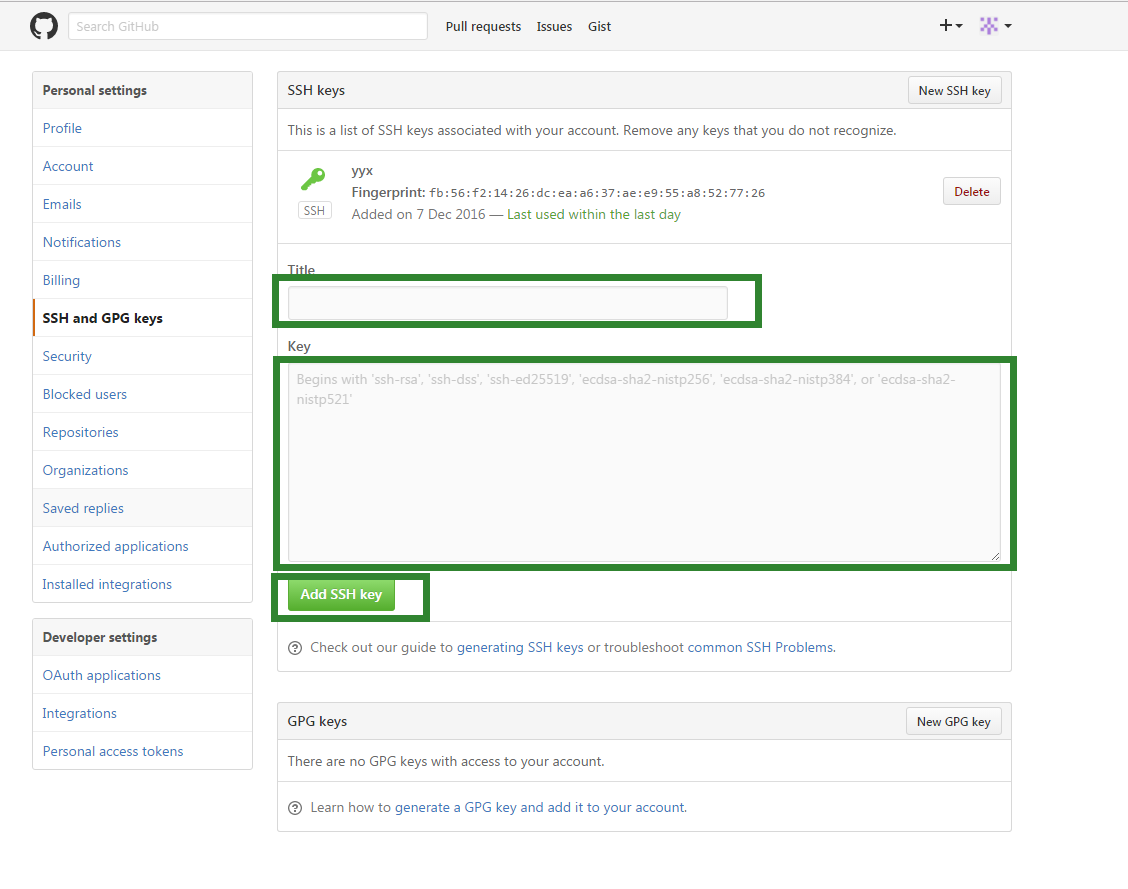 Search GitHub
Pull requests
Issues
Gist
Personal settings
Profile
Account
Emails
Notifications
Billing
SSH and GPG keys
Security
Blocked users
Repositories
Organizations
Saved replies
Authorized applications
Installed integrations
Developer settings
OAuth applications
Integrations
Personal access tokens
SSH keys
New SSH key
This is a list of SSH keys associated with your account. Remove any keys that you do not recognize.
yyx
Fingerprint: fb:56:f2:14:26:dc:ea:a6:37:ae:e9:55:a8:52:77:26
SSH
Added on 7 Dec 2016 — Last used within the last day
Delete
Title
Key
Begins with 'ssh-rsa', 'ssh-dss', 'ssh-ed25519', 'ecdsa-sha2-nistp256', 'ecdsa-sha2-nistp384', or 'ecdsa-sha2-
nistp521'
Add SSH key
Check out our guide to generating SSH keys or troubleshoot common SSH Problems.
GPG keys
New GPG key
There are no GPG keys with access to your account.
Learn how to generate a GPG key and add it to your account.